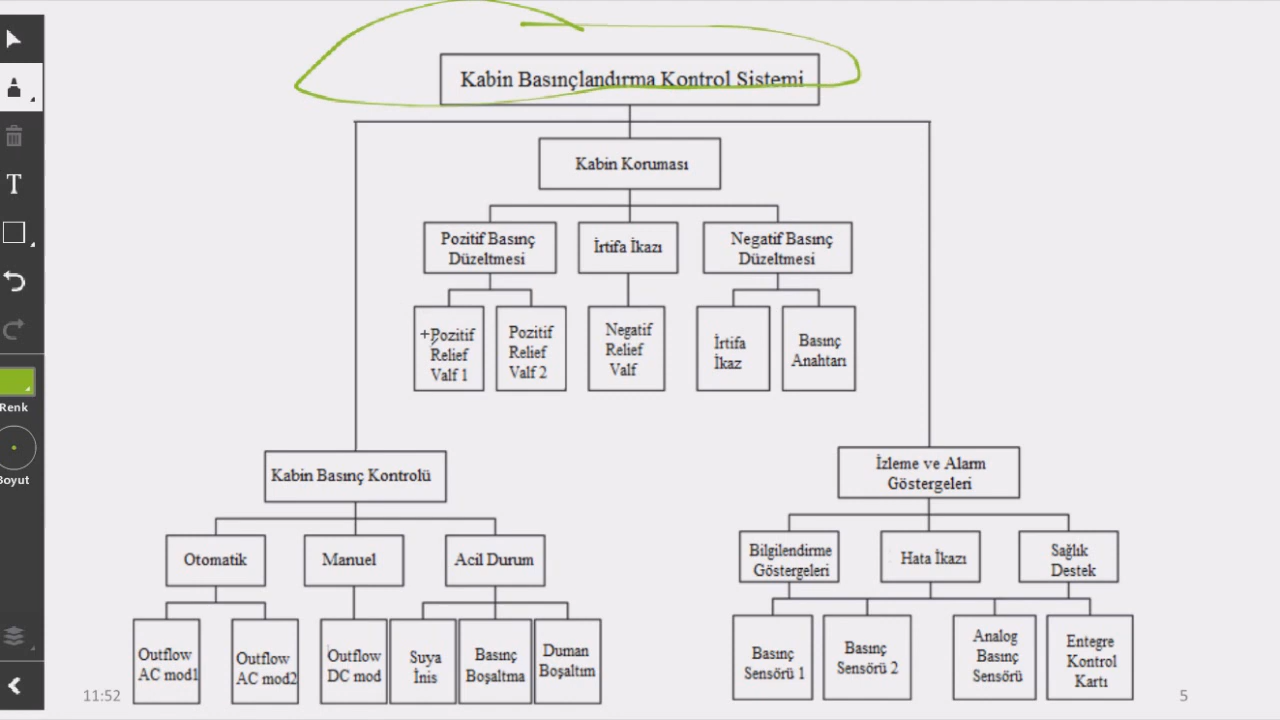 Kabin Basınçlandırma Kontrol Sistemi
Kabin Koruması
Pozitif Basınç
Düzeltmesi
İrtifa İkazı
Negatif Basınç
Düzeltmesi
+Pozitif
Relief
Valf 1
Pozitif
Relief
Valf 2
Negatif
Relief
Valf
İrtifa
İkaz
Basınç
Anahtarı
Kabin Basınç Kontrolü
İzleme ve Alarm
Göstergeleri
Otomatik
Manuel
Acil Durum
Bilgilendirme
Göstergeleri
Hata İkazı
Sağlık
Destek
Outflow
AC mod1
Outflow
AC mod2
Outflow
DC mod
Suya
İnis
Basınç
Boşaltma
Duman
Boşaltım
Basınç
Sensörü 1
Basınç
Sensörü 2
Analog
Basınç
Sensörü
Entegre
Kontrol
Kartı
T
Renk
Boyut
11:52
5